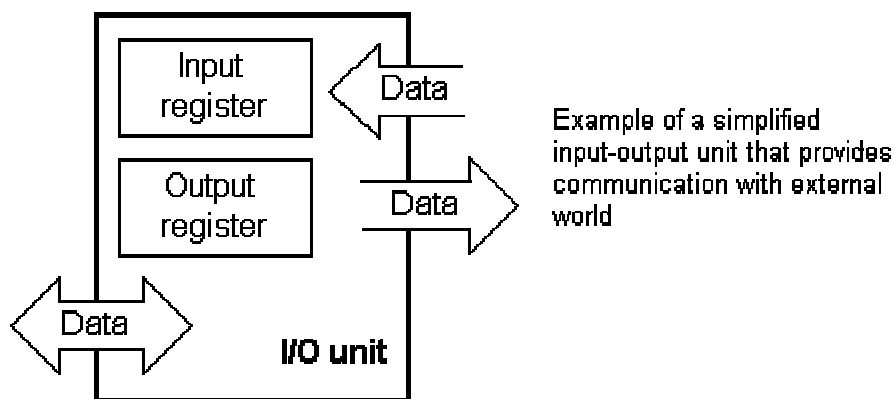 Input
register
Data
Output
register
Data
Data
I/O unit
Example of a simplified
input-output unit that provides
communication with external
world